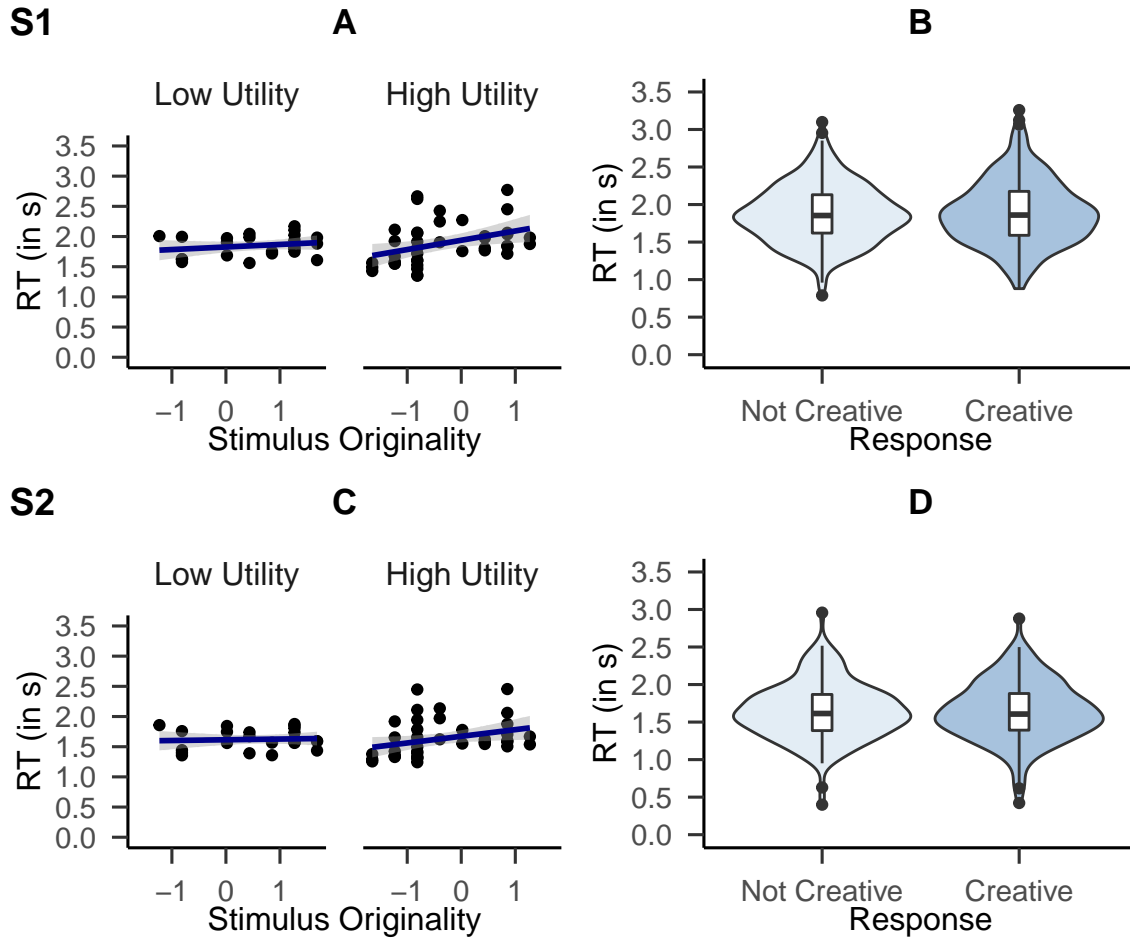 S1 A B
Low Utility High Utility
RT (in s)
3.5
3.0
2.5
2.0
1.5
1.0
0.5
0.0
−1 0 1 −1 0 1
Stimulus Originality
RT (in s)
3.5
3.0
2.5
2.0
1.5
1.0
0.5
0.0
Not Creative Creative
Response
S2 C D
Low Utility High Utility
RT (in s)
3.5
3.0
2.5
2.0
1.5
1.0
0.5
0.0
−1 0 1 −1 0 1
Stimulus Originality
RT (in s)
3.5
3.0
2.5
2.0
1.5
1.0
0.5
0.0
Not Creative Creative
Response